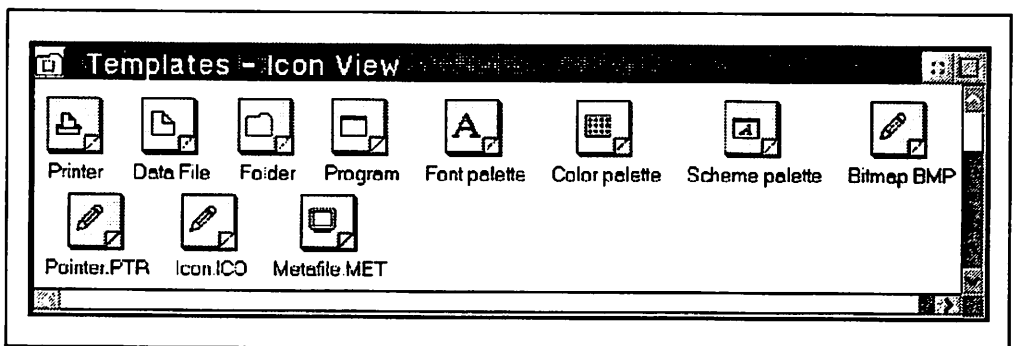 Templates - Icon View
Printer Data File Folder Program Font palette Color palette Scheme palette Bitmap BMP
Pointer.PTR Icon.ICO Metafile.MET